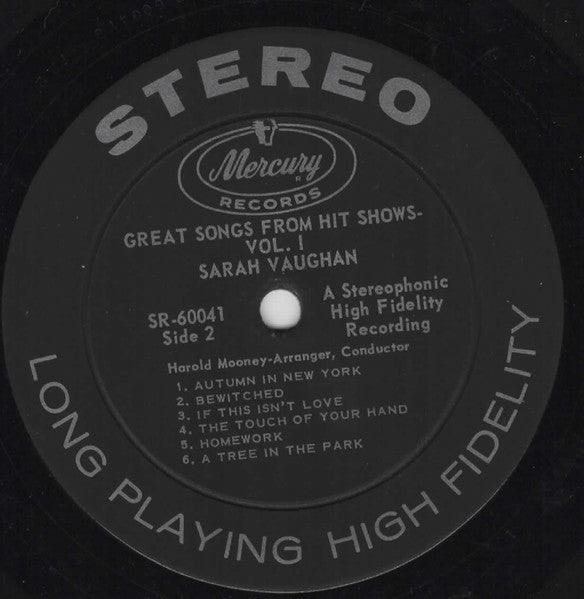 STEREO
Mercury
R
RECORDS
GREAT SONGS FROM HIT SHOWS-
VOL. I
SARAH VAUGHAN
SR-60041
Side 2
A Stereophonic
High Fidelity
Recording
Harold Mooney-Arranger, Conductor
1. AUTUMN IN NEW YORK
2. BEWITCHED
3. IF THIS ISN'T LOVE
4. THE TOUCH OF YOUR HAND
5. HOMEWORK
6. A TREE IN THE PARK
LONG PLAYING HIGH FIDELITY